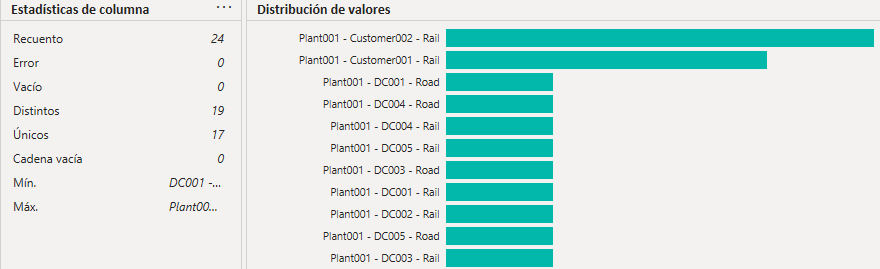 Estadísticas de columna
...
Recuento 24
Error 0
Vacío 0
Distintos 19
Únicos 17
Cadena vacía 0
Mín. DC001 -...
Máx. Plant00...
Distribución de valores
Plant001 - Customer002 - Rail
Plant001 - Customer001 - Rail
Plant001 - DC001 - Road
Plant001 - DC004 - Road
Plant001 - DC004 - Rail
Plant001 - DC005 - Rail
Plant001 - DC003 - Road
Plant001 - DC001 - Rail
Plant001 - DC002 - Rail
Plant001 - DC005 - Road
Plant001 - DC003 - Rail